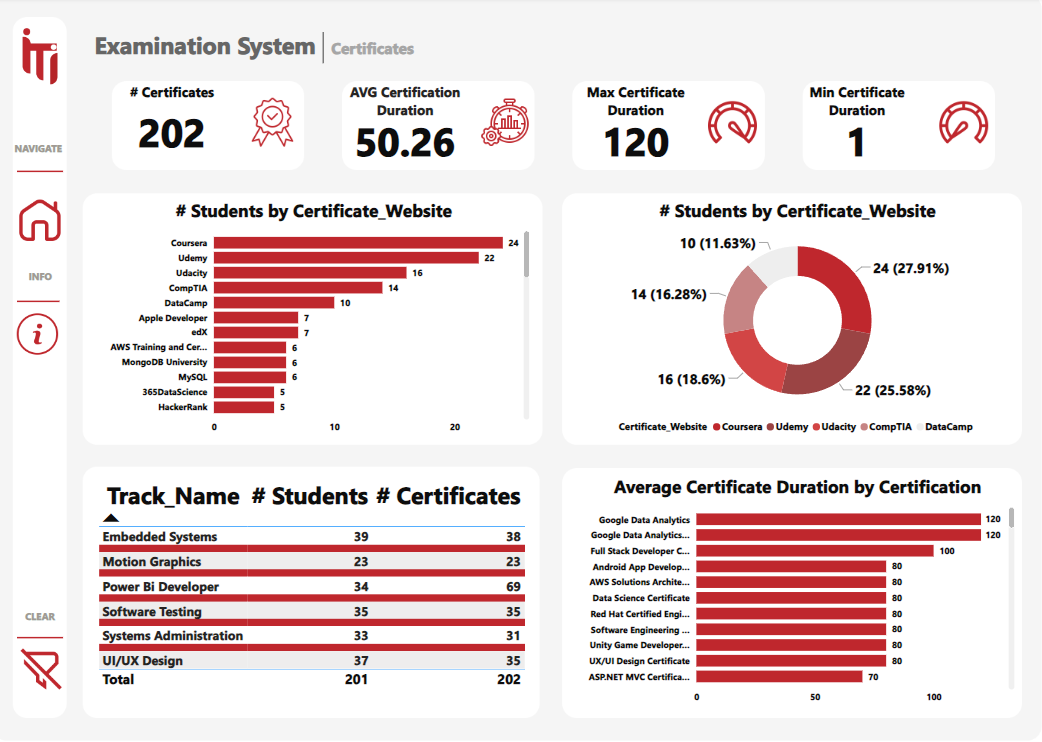 iTi
Examination System
Certificates
NAVIGATE
INFO
CLEAR
# Certificates
202
AVG Certification
Duration
50.26
Max Certificate
Duration
120
Min Certificate
Duration
1
# Students by Certificate_Website
Coursera 24
Udemy 22
Udacity 16
CompTIA 14
DataCamp 10
Apple Developer 7
edX 7
AWS Training and Cer... 6
MongoDB University 6
MySQL 6
365DataScience 5
HackerRank 5
0 10 20
# Students by Certificate_Website
10 (11.63%)
24 (27.91%)
14 (16.28%)
16 (18.6%)
22 (25.58%)
Certificate_Website Coursera Udemy Udacity CompTIA DataCamp
Track_Name # Students # Certificates
Embedded Systems 39 38
Motion Graphics 23 23
Power Bi Developer 34 69
Software Testing 35 35
Systems Administration 33 31
UI/UX Design 37 35
Total 201 202
Average Certificate Duration by Certification
Google Data Analytics 120
Google Data Analytics... 120
Full Stack Developer C... 100
Android App Develop... 80
AWS Solutions Archite... 80
Data Science Certificate 80
Red Hat Certified Engi... 80
Software Engineering ... 80
Unity Game Developer... 80
UX/UI Design Certificate 80
ASP.NET MVC Certifica... 70
0 50 100